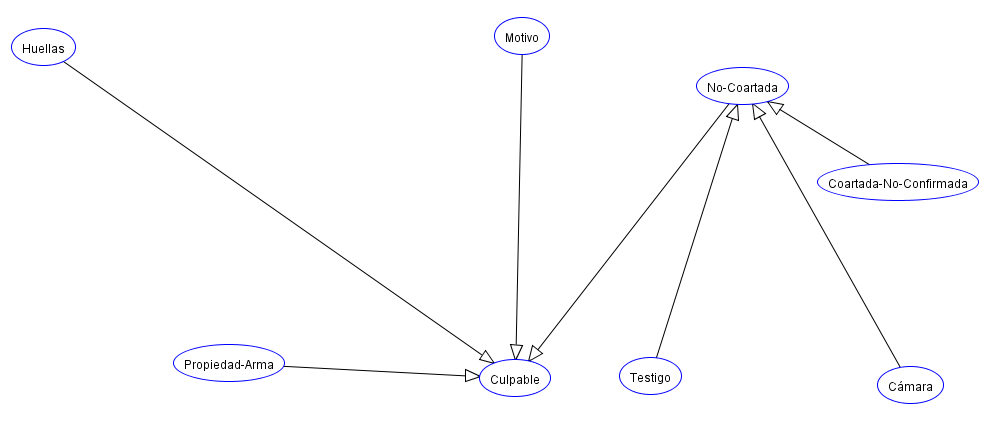 Huellas
Motivo
No-Coartada
Coartada-No-Confirmada
Propiedad-Arma
Culpable
Testigo
Cámara